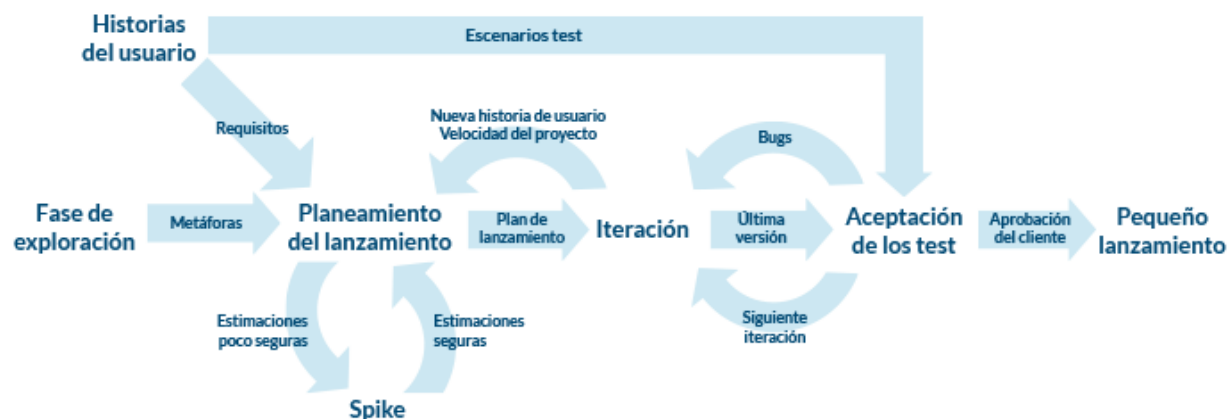 Historias
del usuario
Escenarios test
Requisitos
Nueva historia de usuario
Velocidad del proyecto
Bugs
Fase de
exploración
Metáforas
Planeamiento
del lanzamiento
Plan de
lanzamiento
Iteración
Última
versión
Aceptación
de los test
Aprobación
del cliente
Pequeño
lanzamiento
Estimaciones
poco seguras
Estimaciones
seguras
Siguiente
iteración
Spike